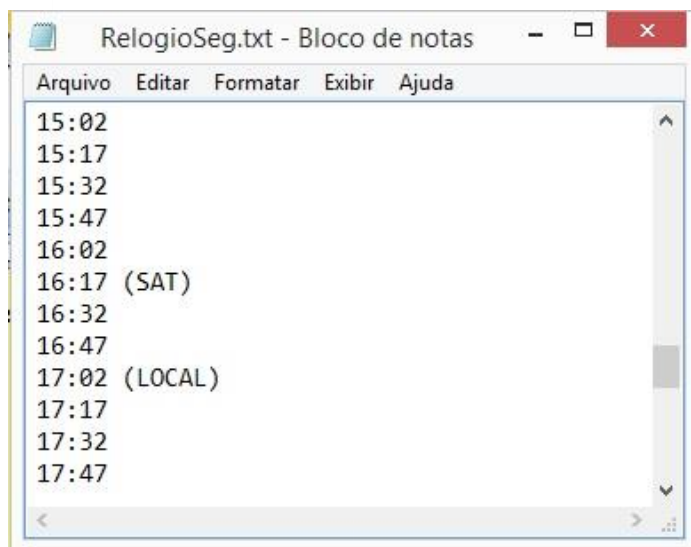 RelogioSeg.txt - Bloco de notas
Arquivo Editar Formatar Exibir Ajuda
15:02
15:17
15:32
15:47
16:02
16:17 (SAT)
16:32
16:47
17:02 (LOCAL)
17:17
17:32
17:47